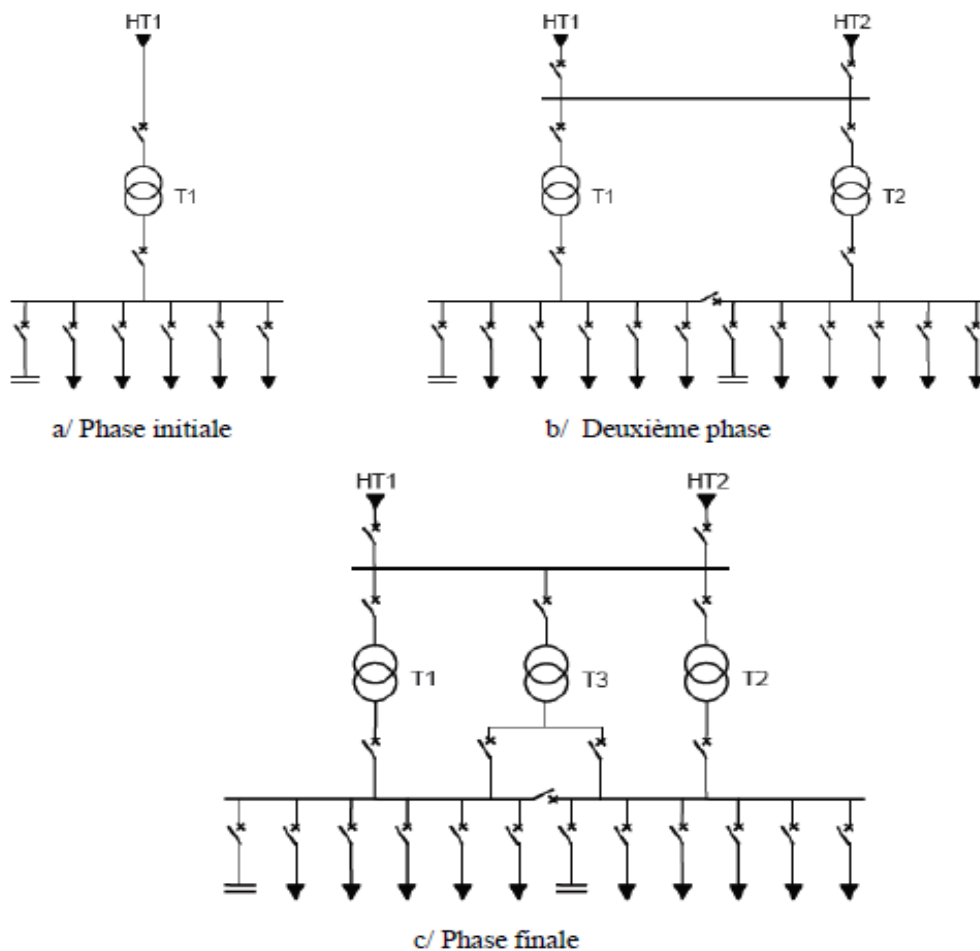 HT1
T1
a/ Phase initiale
HT1 HT2
T1 T2
b/ Deuxième phase
HT1 HT2
T1 T3 T2
c/ Phase finale